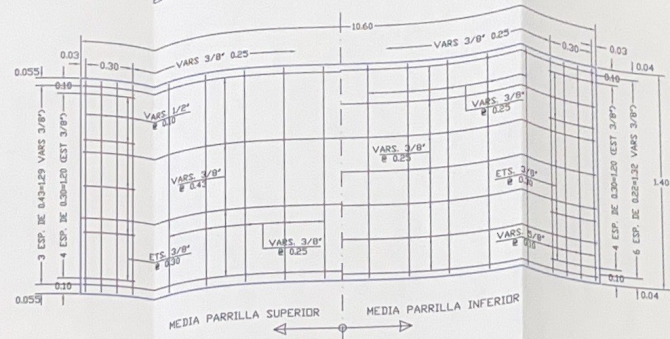 10.60
VARS 3/8" 0.25
VARS 3/8" 0.25
0.03
0.30
0.30
0.03
0.055
0.10
0.10
0.04
VARS. 1/2"
@ 0.10
VARS. 3/8"
@ 0.25
VARS. 3/8"
@ 0.25
VARS. 3/8"
@ 0.43
ETS. 3/8"
@ 0.30
1.40
3 ESP. DE 0.43=1.29 VARS 3/8")
4 ESP. DE 0.30=1.20 (EST 3/8")
4 ESP. DE 0.30=1.20 (EST 3/8")
6 ESP. DE 0.22=1.32 VARS 3/8")
VARS. 5/8"
@ 0.10
VARS. 3/8"
@ 0.25
ETS. 3/8"
@ 0.30
0.10
0.10
0.055
0.04
MEDIA PARRILLA SUPERIOR
MEDIA PARRILLA INFERIOR